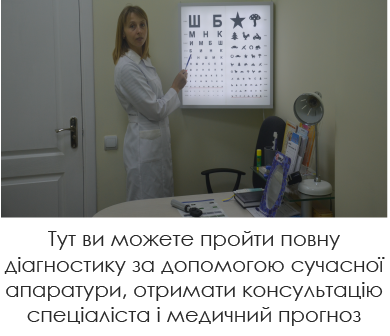 Ш Б
М Н К
Тут ви можете пройти повну
діагностику за допомогою сучасної
апаратури, отримати консультацію
спеціаліста і медичний прогноз